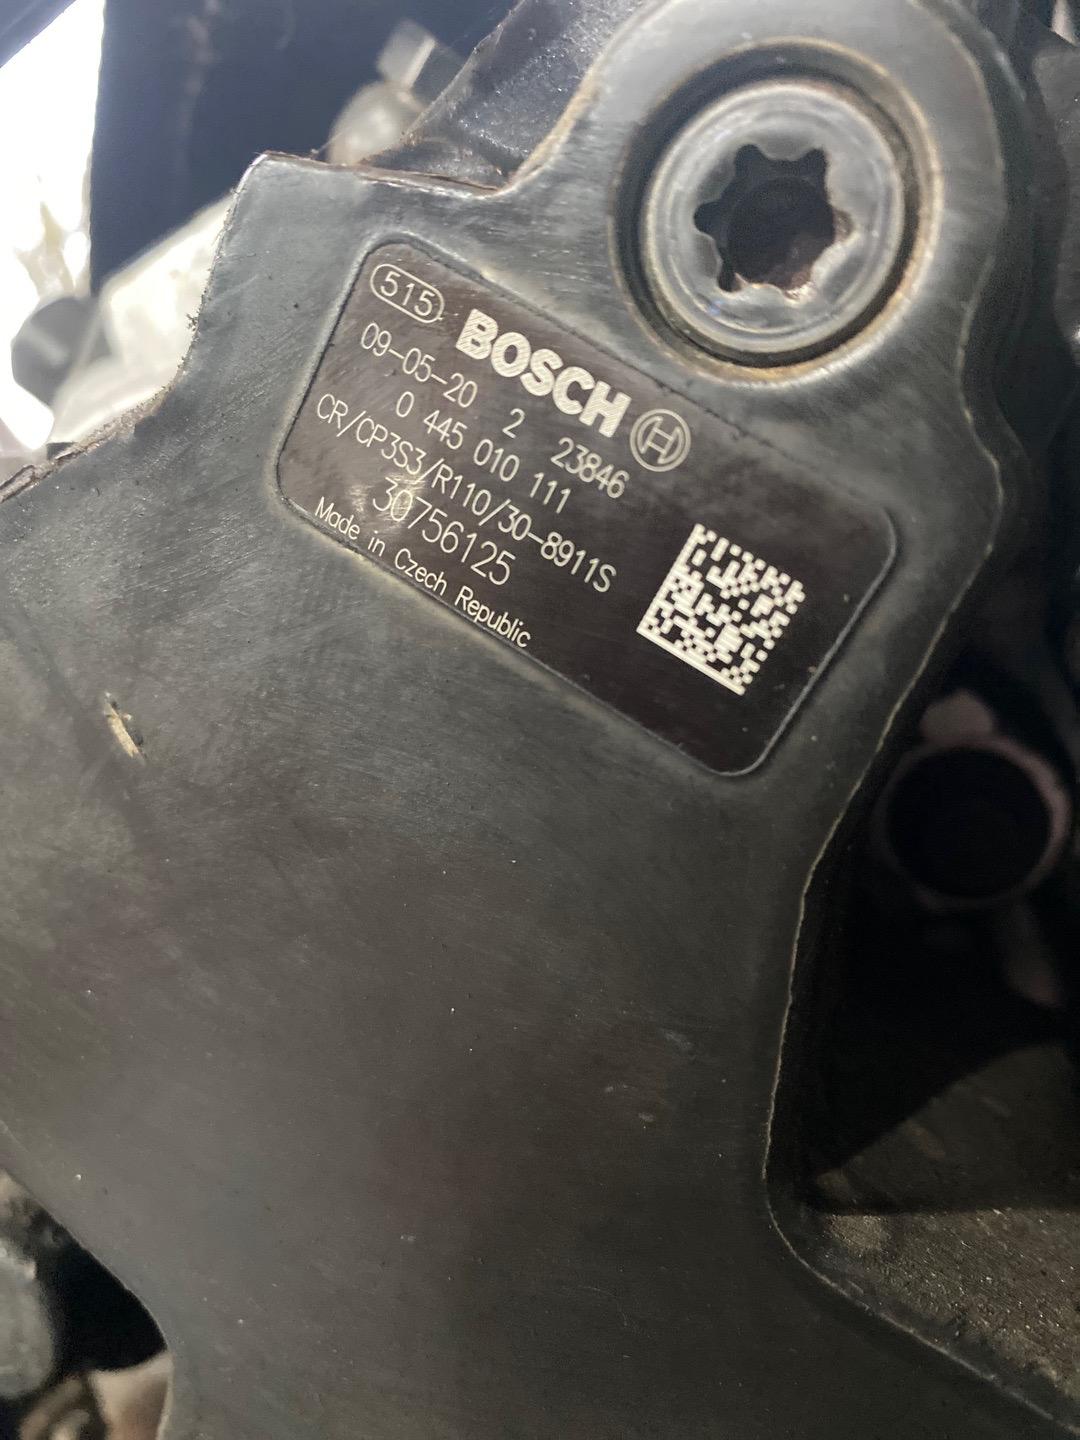 515 BOSCH
09-05-20 2 23846
0 445 010 111
CR/CP3S3/R110/30-8911S
30756125
Made in Czech Republic